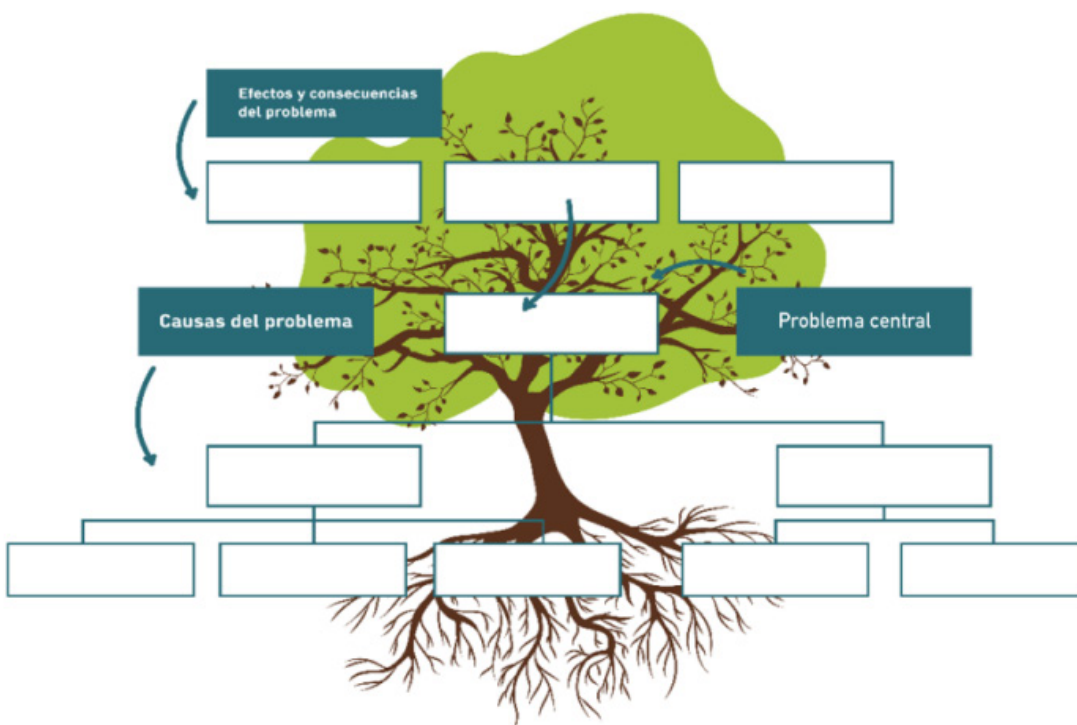 Efectos y consecuencias
del problema
Causas del problema
Problema central